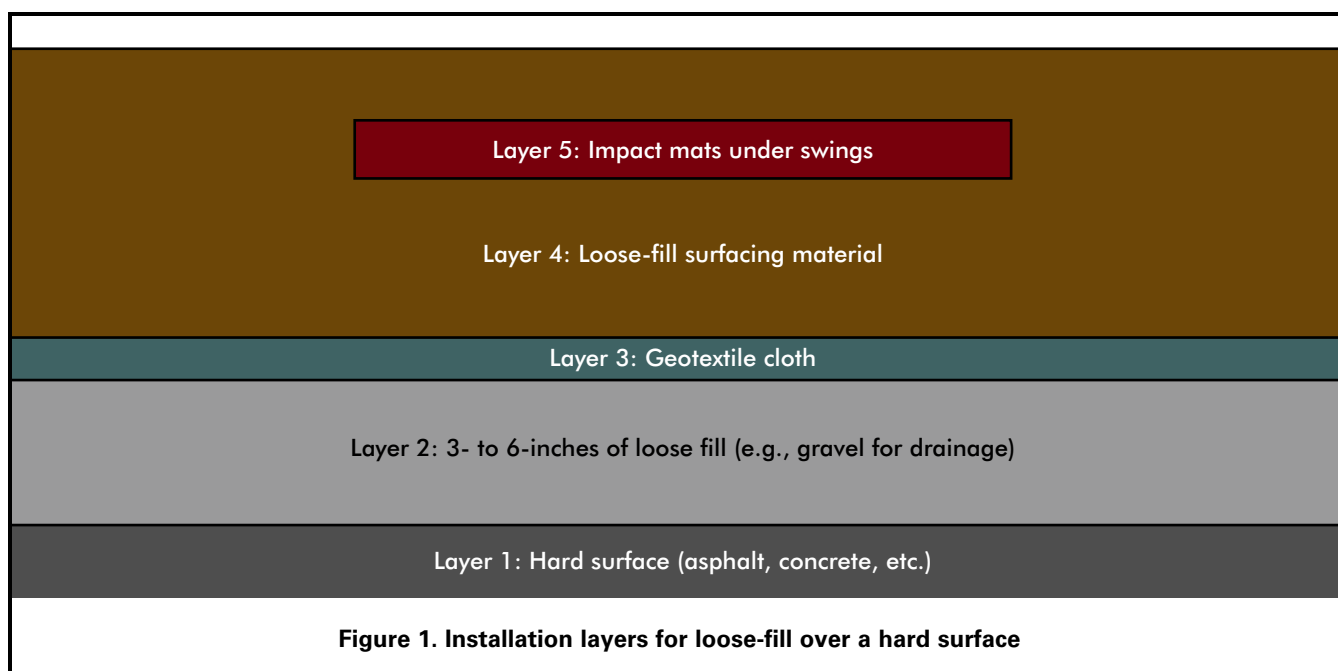 Layer 5: Impact mats under swings
Layer 4: Loose-fill surfacing material
Layer 3: Geotextile cloth
Layer 2: 3- to 6-inches of loose fill (e.g., gravel for drainage)
Layer 1: Hard surface (asphalt, concrete, etc.)
Figure 1. Installation layers for loose-fill over a hard surface